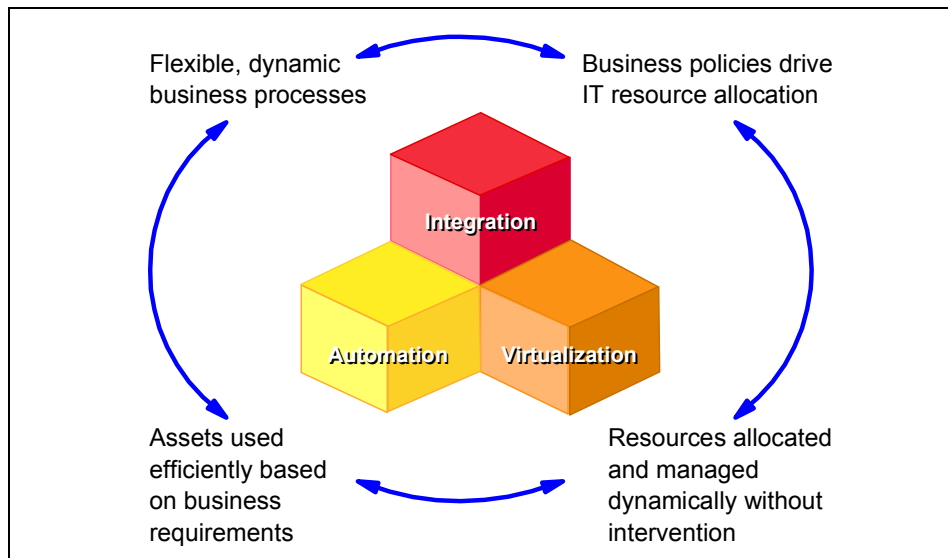 Flexible, dynamic
business processes
Business policies drive
IT resource allocation
Integration
Automation
Virtualization
Assets used
efficiently based
on business
requirements
Resources allocated
and managed
dynamically without
intervention